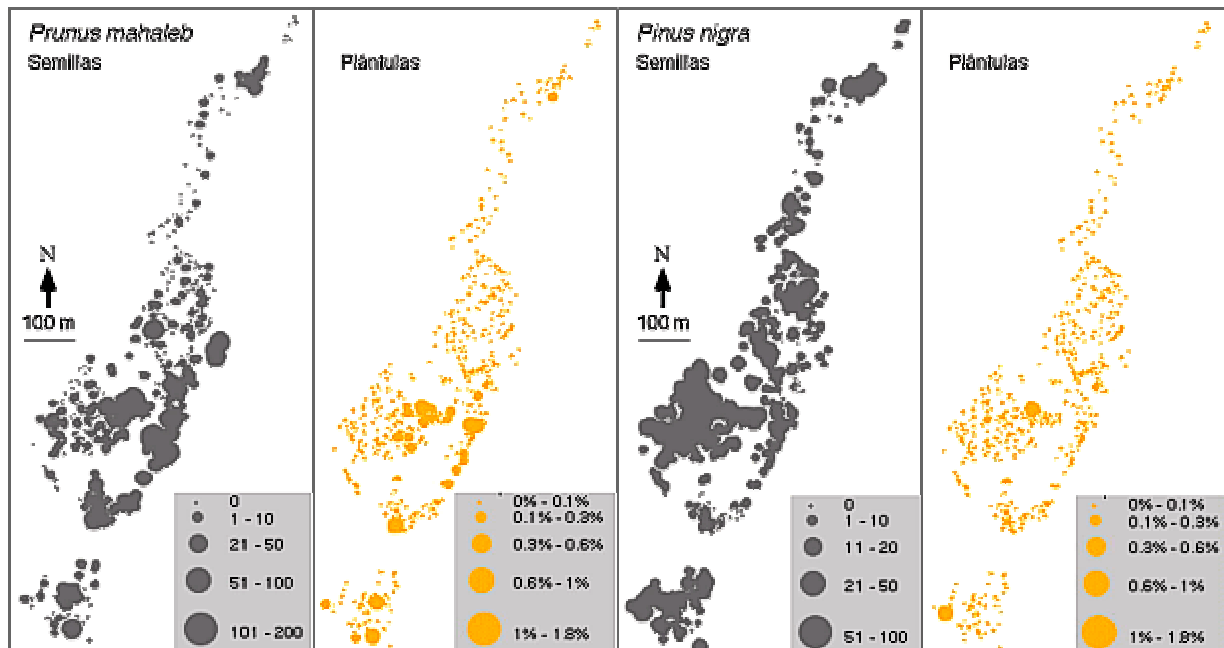 Prunus mahaleb
Semillas
N
100 m
0
1 - 10
21 - 50
51 - 100
101 - 200
Plántulas
0% - 0.1%
0.1% - 0.3%
0.3% - 0.6%
0.6% - 1%
1% - 1.8%
Pinus nigra
Semillas
N
100 m
0
1 - 10
11 - 20
21 - 50
51 - 100
Plántulas
0% - 0.1%
0.1% - 0.3%
0.3% - 0.6%
0.6% - 1%
1% - 1.8%